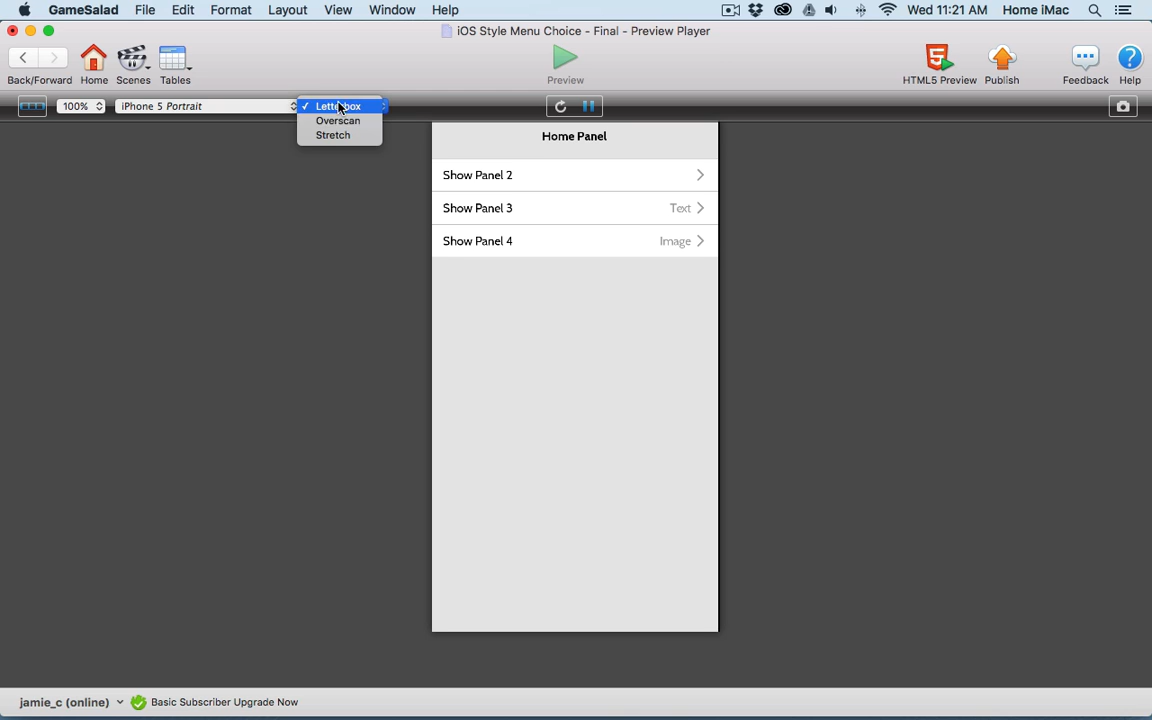 GameSalad File Edit Format Layout View Window Help Wed 11:21 AM Home iMac
iOS Style Menu Choice - Final - Preview Player
Back/Forward Home Scenes Tables Preview HTML5 Preview Publish Feedback Help
100% iPhone 5 Portrait Letterbox
Overscan
Stretch
Home Panel
Show Panel 2
Show Panel 3 Text
Show Panel 4 Image
jamie_c (online) Basic Subscriber Upgrade Now